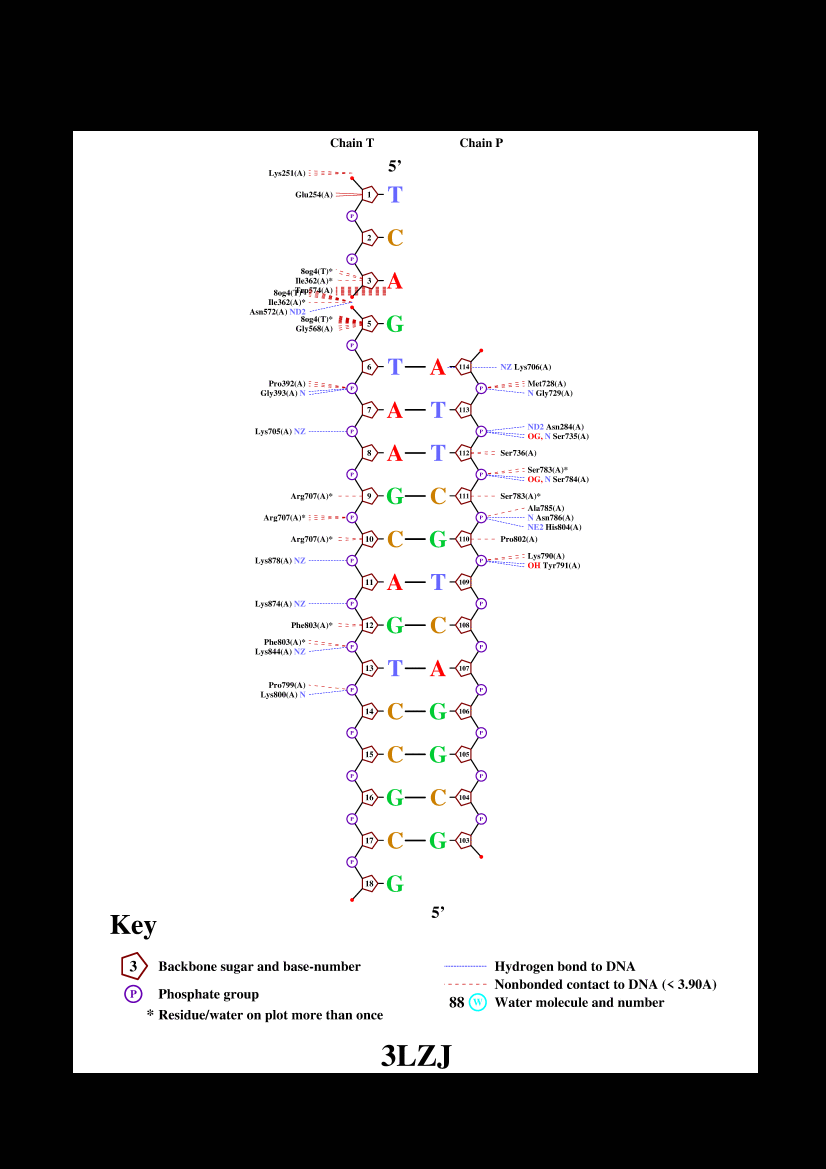 Chain T Chain P
5'
Lys251(A)
Glu254(A) 1 T
P
2 C
P
8og4(T)*
Ile362(A)* 3 A
Trp574(A)
8og4(T)*
Ile362(A)*
Asn572(A) ND2
8og4(T)* 5 G
Gly568(A)
P
6 T A 114 NZ Lys706(A)
Pro392(A) P P Met728(A)
Gly393(A) N N Gly729(A)
7 A T 113
ND2 Asn284(A)
Lys705(A) NZ P P OG, N Ser735(A)
8 A T 112 Ser736(A)
P P Ser783(A)*
OG, N Ser784(A)
Arg707(A)* 9 G C 111 Ser783(A)*
Ala785(A)
Arg707(A)* P P N Asn786(A)
NE2 His804(A)
Arg707(A)* 10 C G 110 Pro802(A)
Lys878(A) NZ P P Lys790(A)
OH Tyr791(A)
11 A T 109
Lys874(A) NZ P P
Phe803(A)* 12 G C 108
Phe803(A)* P P
Lys844(A) NZ
13 T A 107
Pro799(A) P P
Lys800(A) N
14 C G 106
P P
15 C G 105
P P
16 G C 104
P P
17 C G 103
P
18 G
5'
Key
3 Backbone sugar and base-number
P Phosphate group
* Residue/water on plot more than once
Hydrogen bond to DNA
Nonbonded contact to DNA (< 3.90A)
88 W Water molecule and number
3LZJ